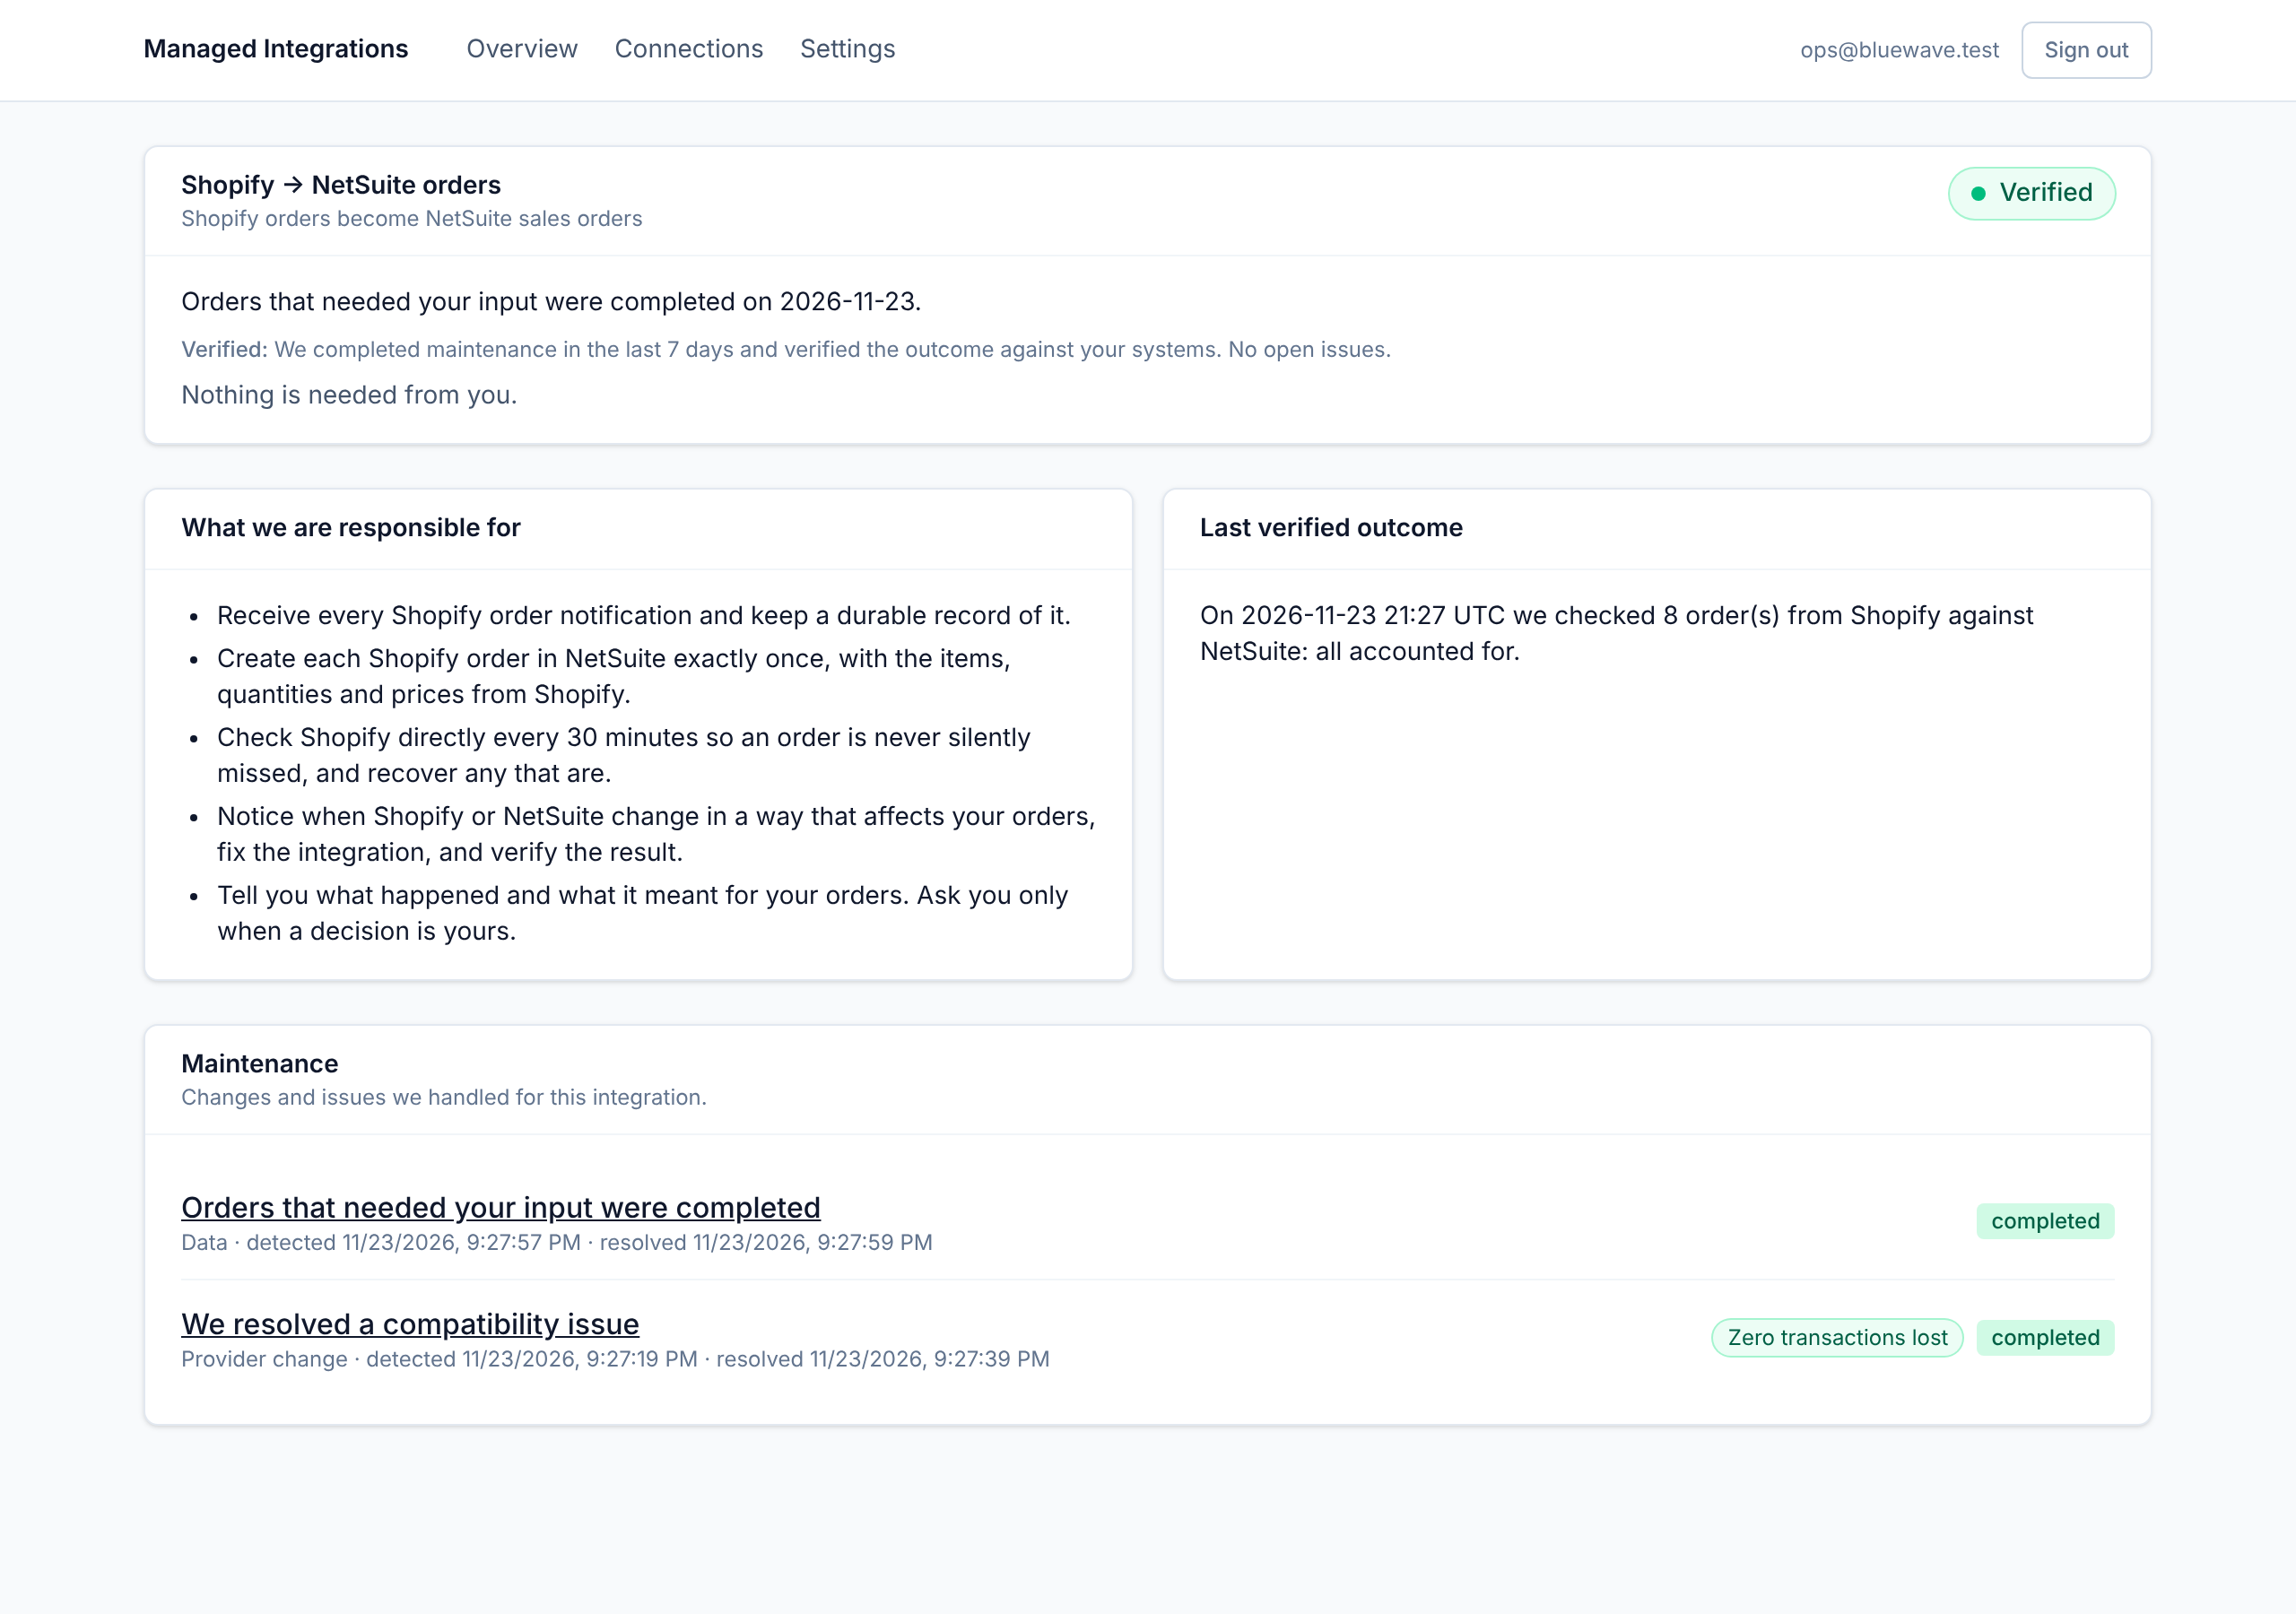 Managed Integrations Overview Connections Settings ops@bluewave.test Sign out
Shopify → NetSuite orders
Shopify orders become NetSuite sales orders
Verified
Orders that needed your input were completed on 2026-11-23.
Verified: We completed maintenance in the last 7 days and verified the outcome against your systems. No open issues.
Nothing is needed from you.
What we are responsible for
• Receive every Shopify order notification and keep a durable record of it.
• Create each Shopify order in NetSuite exactly once, with the items,
quantities and prices from Shopify.
• Check Shopify directly every 30 minutes so an order is never silently
missed, and recover any that are.
• Notice when Shopify or NetSuite change in a way that affects your orders,
fix the integration, and verify the result.
• Tell you what happened and what it meant for your orders. Ask you only
when a decision is yours.
Last verified outcome
On 2026-11-23 21:27 UTC we checked 8 order(s) from Shopify against
NetSuite: all accounted for.
Maintenance
Changes and issues we handled for this integration.
Orders that needed your input were completed
Data · detected 11/23/2026, 9:27:57 PM · resolved 11/23/2026, 9:27:59 PM
completed
We resolved a compatibility issue
Provider change · detected 11/23/2026, 9:27:19 PM · resolved 11/23/2026, 9:27:39 PM
Zero transactions lost completed